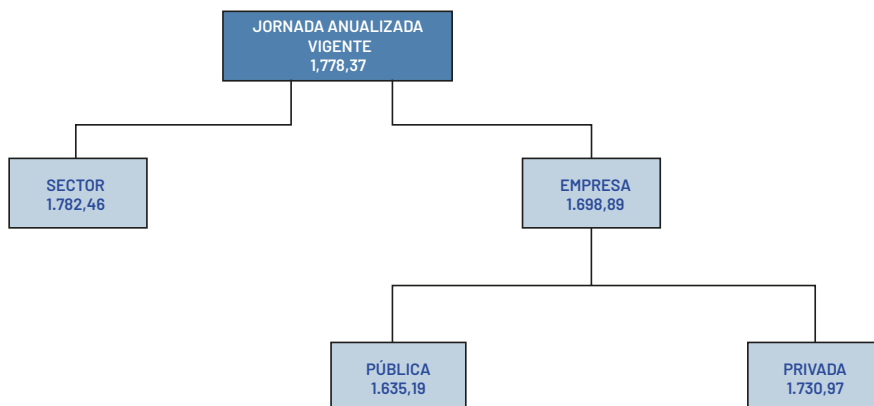 JORNADA ANUALIZADA
VIGENTE
1,778,37
SECTOR
1.782,46
EMPRESA
1.698,89
PÚBLICA
1.635,19
PRIVADA
1.730,97